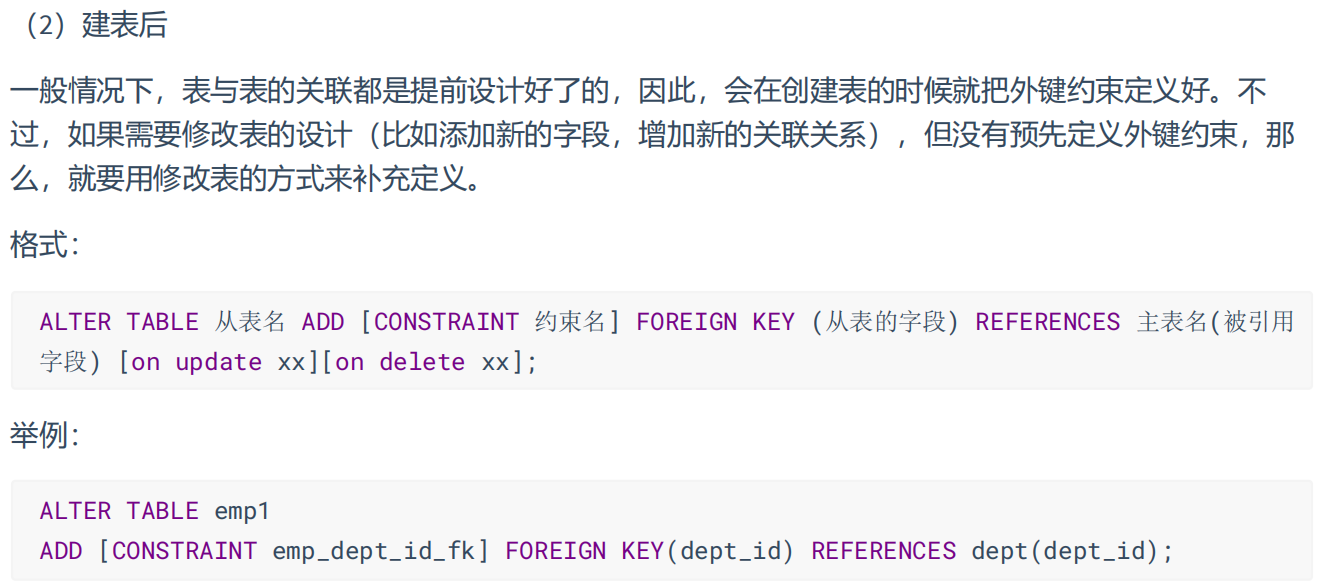 （2）建表后
一般情况下，表与表的关联都是提前设计好了的，因此，会在创建表的时候就把外键约束定义好。不
过，如果需要修改表的设计（比如添加新的字段，增加新的关联关系），但没有预先定义外键约束，那
么，就要用修改表的方式来补充定义。
格式：
ALTER TABLE 从表名 ADD [CONSTRAINT 约束名] FOREIGN KEY (从表的字段) REFERENCES 主表名(被引用
字段) [on update xx][on delete xx];
举例：
ALTER TABLE emp1
ADD [CONSTRAINT emp_dept_id_fk] FOREIGN KEY(dept_id) REFERENCES dept(dept_id);